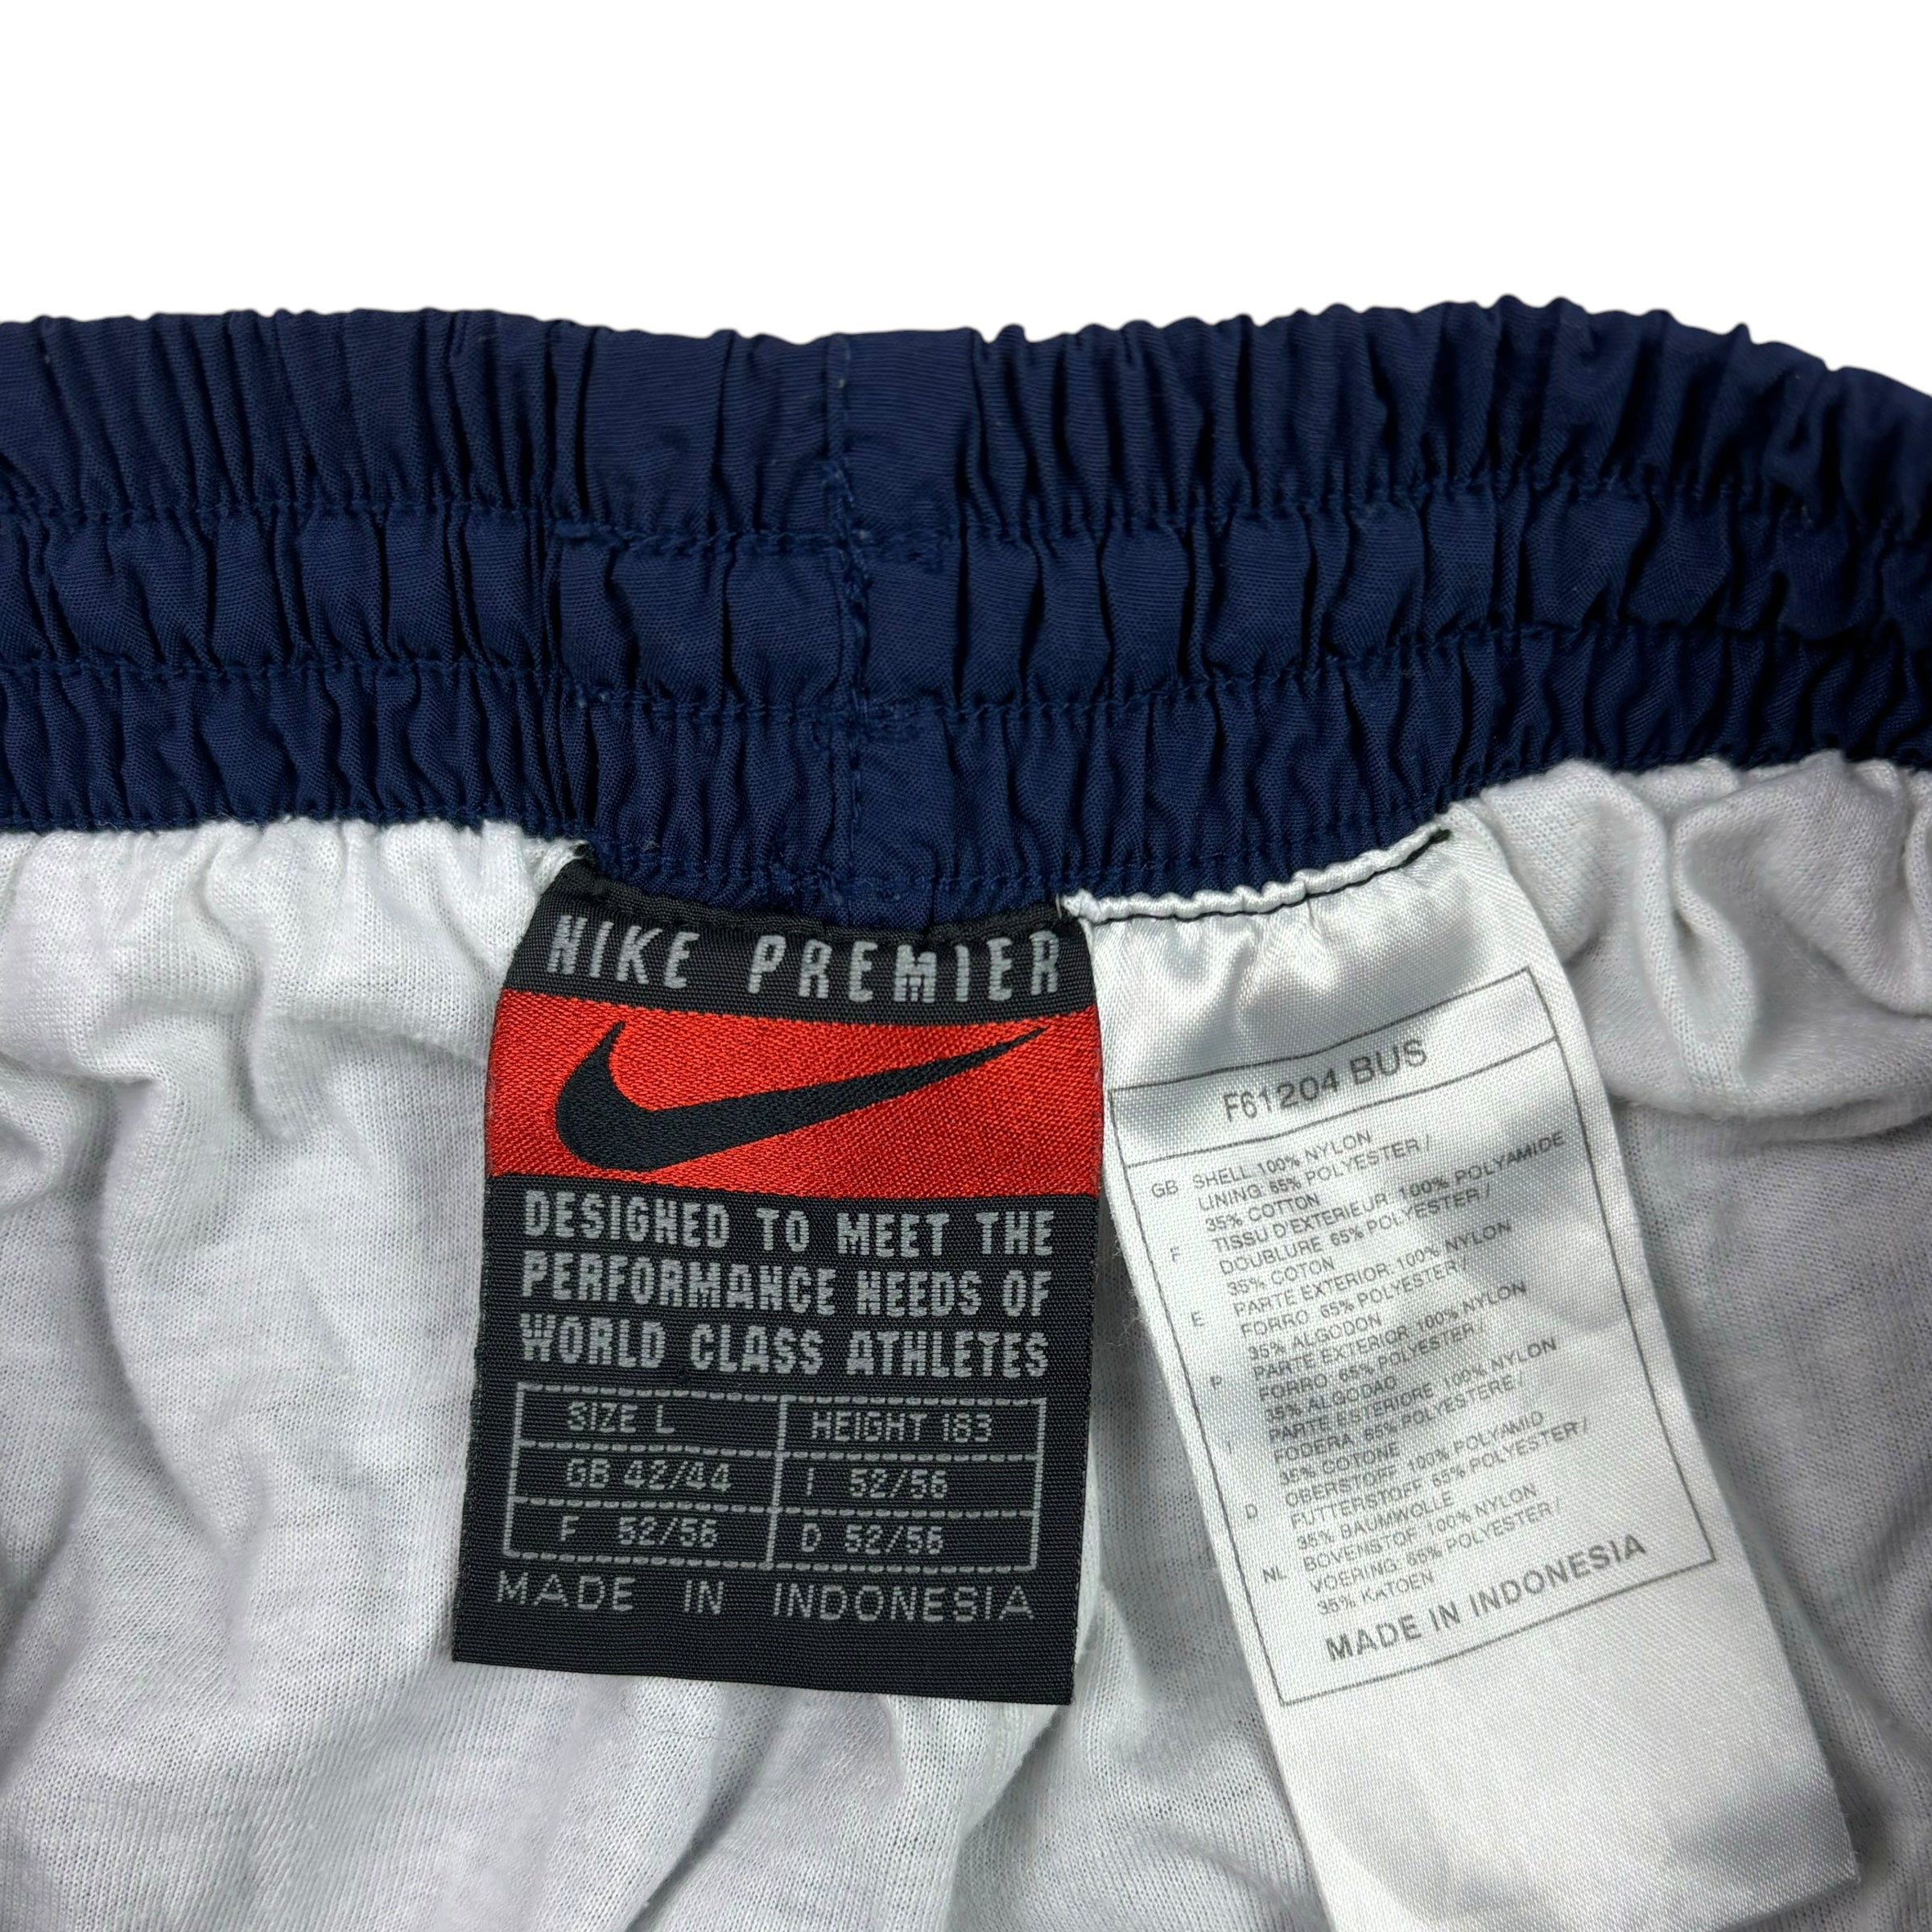 NIKE PREMIER
DESIGNED TO MEET THE
PERFORMANCE NEEDS OF
WORLD CLASS ATHLETES
SIZE L HEIGHT 183
GB 42/44 I 52/56
F 52/56 D 52/56
MADE IN INDONESIA
F61204 BUS
GB SHELL 100% NYLON
LINING 65% POLYESTER /
35% COTTON
F TISSU D'EXTERIEUR 100% POLYAMIDE
DOUBLURE 65% POLYESTER /
35% COTON
E PARTE EXTERIOR 100% NYLON
FORRO 65% POLYESTER /
35% ALGODON
P PARTE EXTERIOR 100% NYLON
FORRO 65% POLYESTER /
35% ALGODAO
I PARTE ESTERIORE 100% NYLON
FODERA 65% POLYESTERE /
35% COTONE
D OBERSTOFF 100% POLYAMID
FUTTERSTOFF 65% POLYESTER /
35% BAUMWOLLE
NL BOVENSTOF 100% NYLON
VOERING 65% POLYESTER /
35% KATOEN
MADE IN INDONESIA